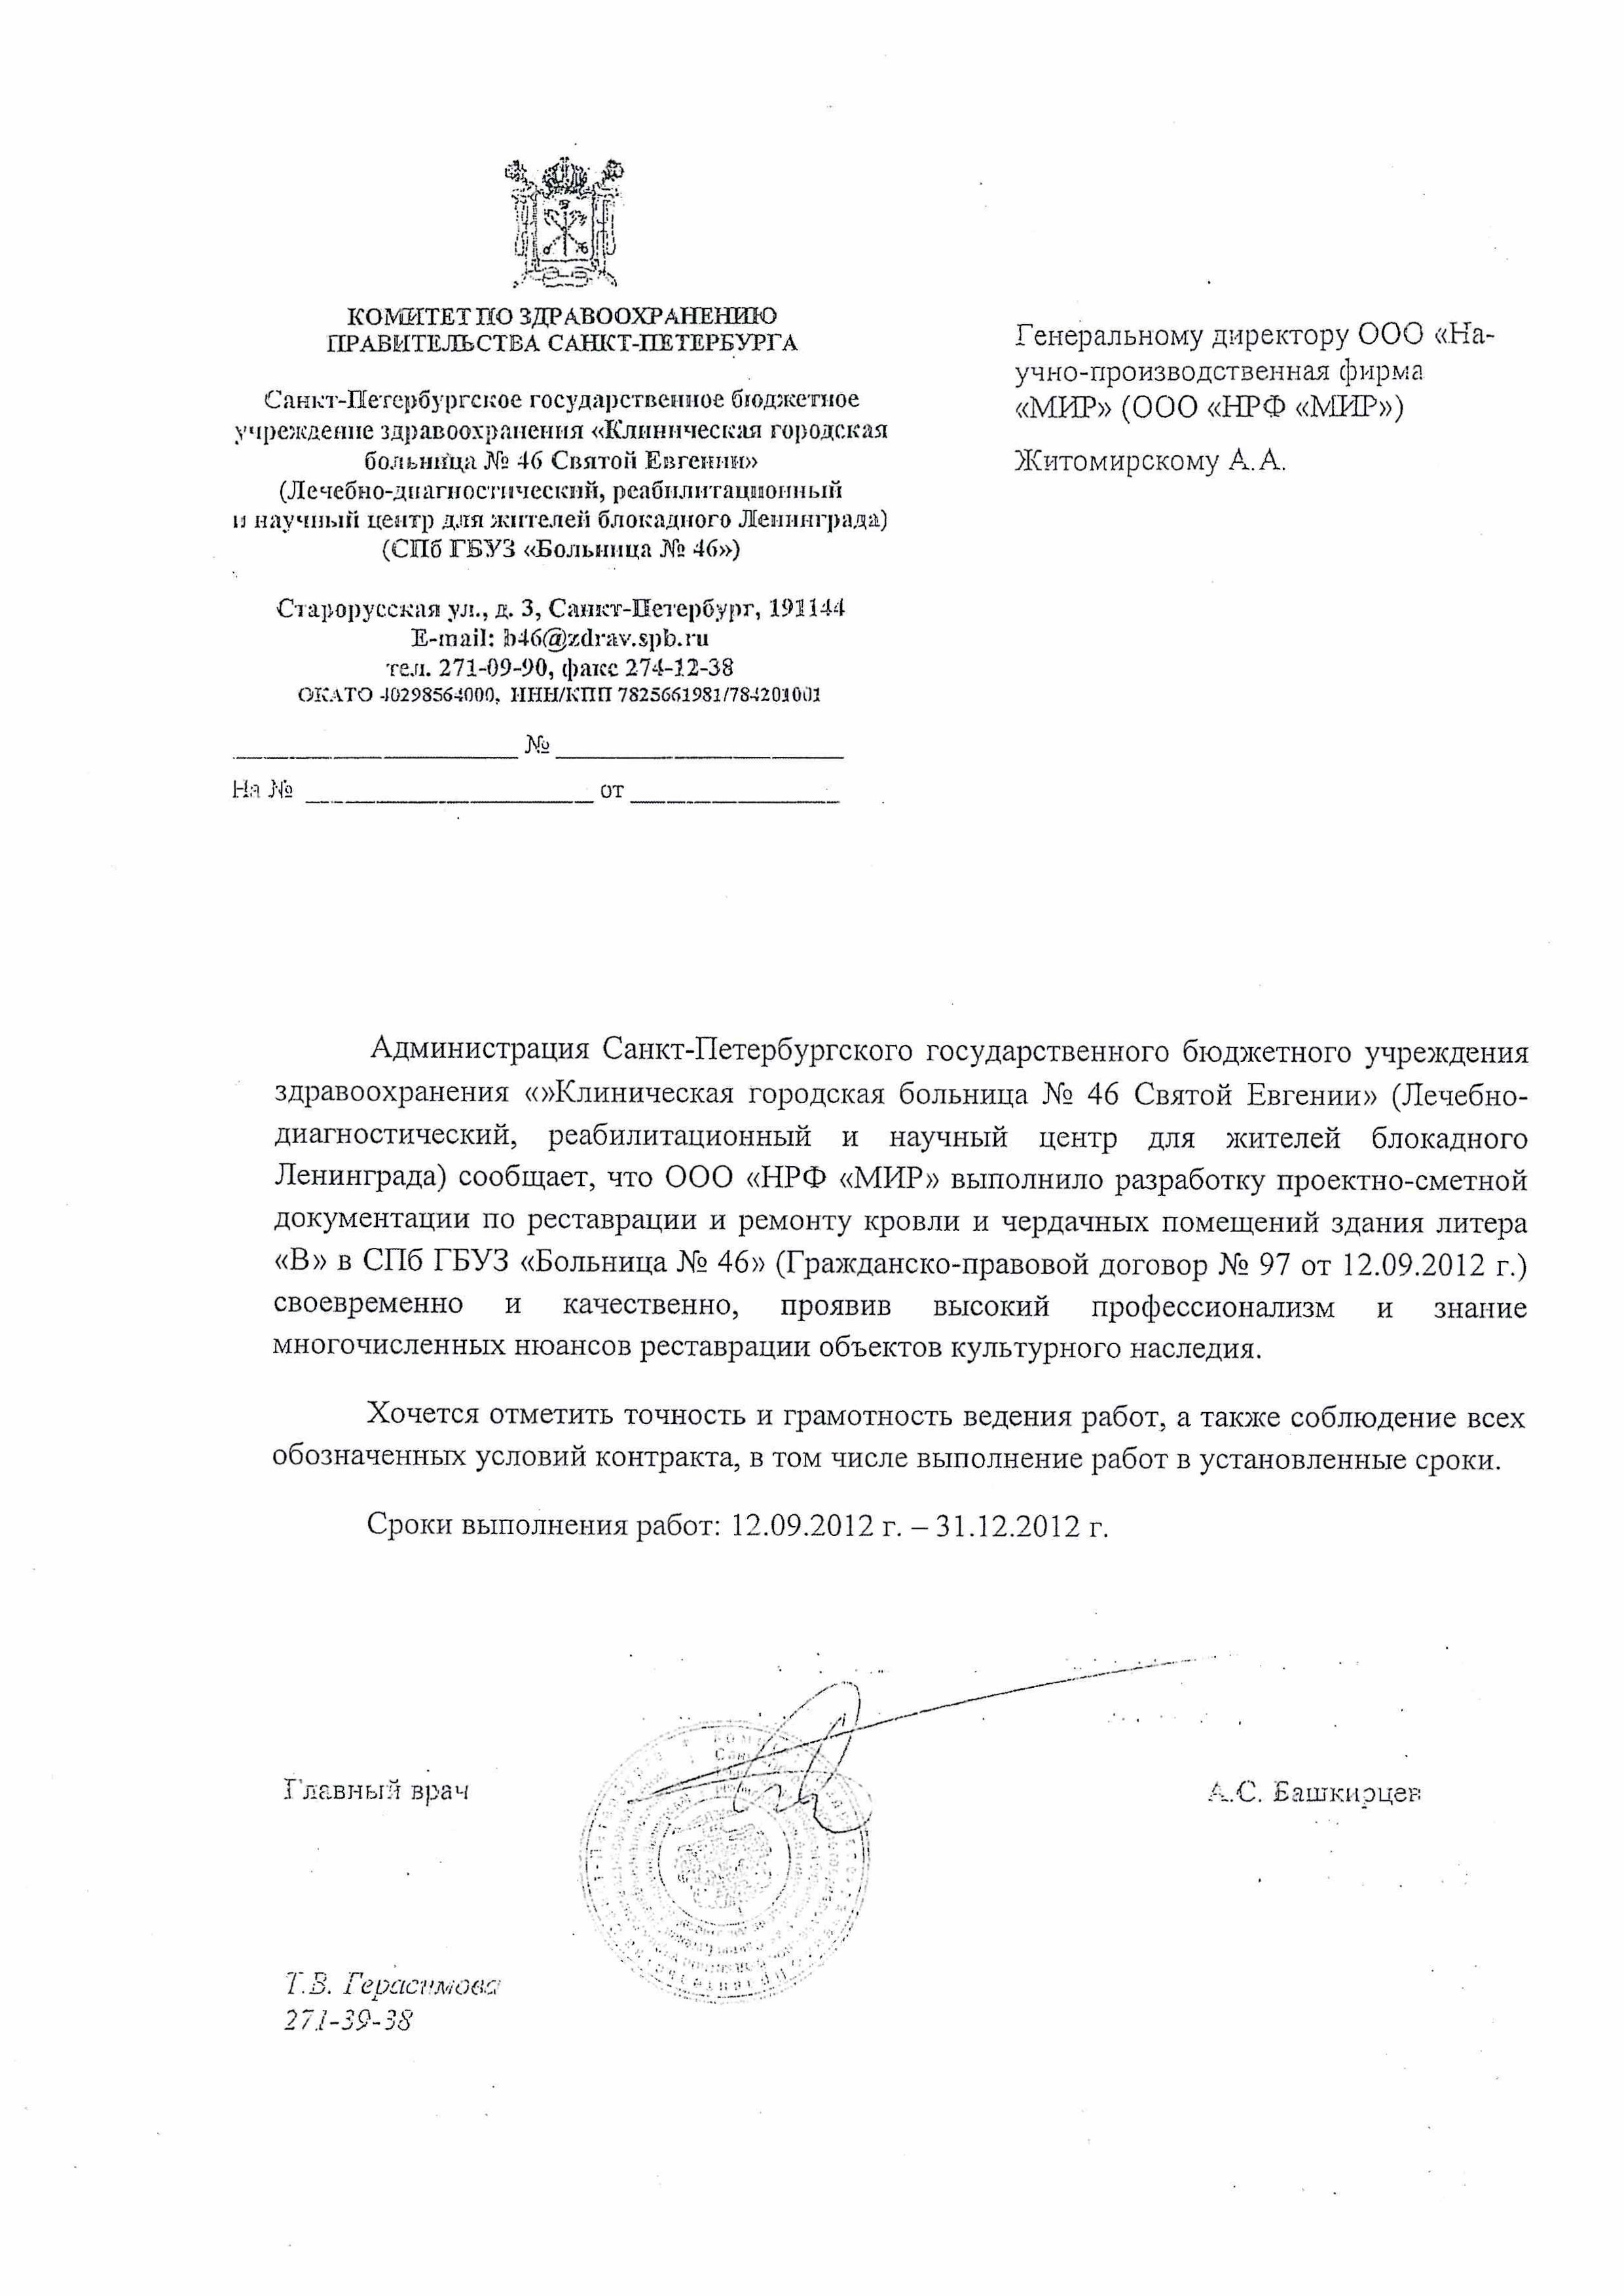 КОМИТЕТ ПО ЗДРАВООХРАНЕНИЮ
ПРАВИТЕЛЬСТВА САНКТ-ПЕТЕРБУРГА
Санкт-Петербургское государственное бюджетное
учреждение здравоохранения «Клиническая городская
больница № 46 Святой Евгении»
(Лечебно-диагностический, реабилитационный
и научный центр для жителей блокадного Ленинграда)
(СПб ГБУЗ «Больница № 46»)
Старорусская ул., д. 3, Санкт-Петербург, 191144
E-mail: b46@zdrav.spb.ru
тел. 271-09-90, факс 274-12-38
ОКАТО 40298564000, ИНН/КПП 7825661981/784201001
№
На № от
Генеральному директору ООО «На-
учно-производственная фирма
«МИР» (ООО «НРФ «МИР»)
Житомирскому А.А.
Администрация Санкт-Петербургского государственного бюджетного учреждения
здравоохранения «»Клиническая городская больница № 46 Святой Евгении» (Лечебно-
диагностический, реабилитационный и научный центр для жителей блокадного
Ленинграда) сообщает, что ООО «НРФ «МИР» выполнило разработку проектно-сметной
документации по реставрации и ремонту кровли и чердачных помещений здания литера
«В» в СПб ГБУЗ «Больница № 46» (Гражданско-правовой договор № 97 от 12.09.2012 г.)
своевременно и качественно, проявив высокий профессионализм и знание
многочисленных нюансов реставрации объектов культурного наследия.
Хочется отметить точность и грамотность ведения работ, а также соблюдение всех
обозначенных условий контракта, в том числе выполнение работ в установленные сроки.
Сроки выполнения работ: 12.09.2012 г. – 31.12.2012 г.
Главный врач
А.С. Башкирцев
Т.В. Герасимова
271-39-38